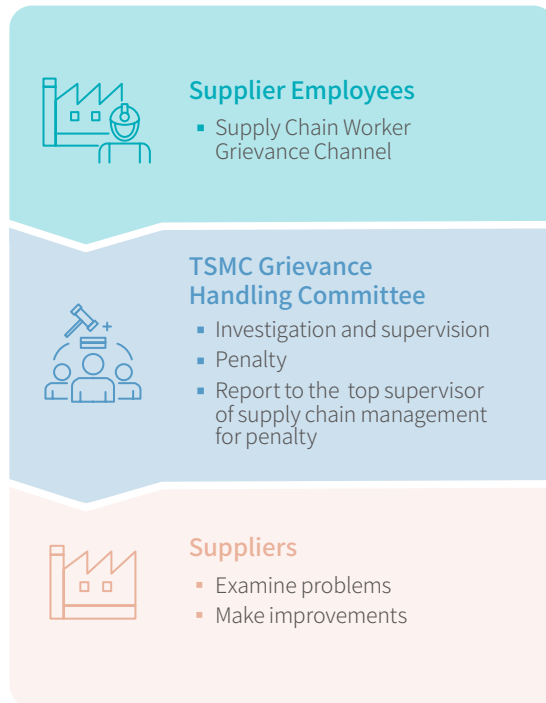 Supplier Employees
▪ Supply Chain Worker
Grievance Channel
TSMC Grievance
Handling Committee
▪ Investigation and supervision
▪ Penalty
▪ Report to the top supervisor
of supply chain management
for penalty
Suppliers
▪ Examine problems
▪ Make improvements